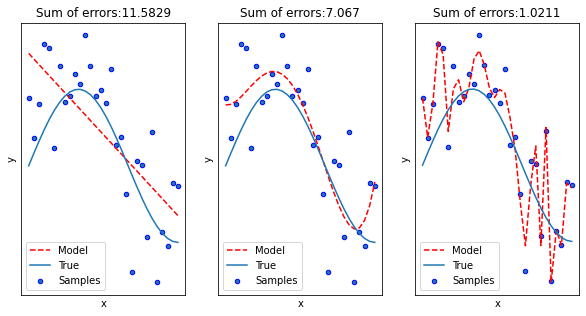 Sum of errors:11.5829
y
Model
True
Samples
x
Sum of errors:7.067
y
Model
True
Samples
x
Sum of errors:1.0211
y
Model
True
Samples
x